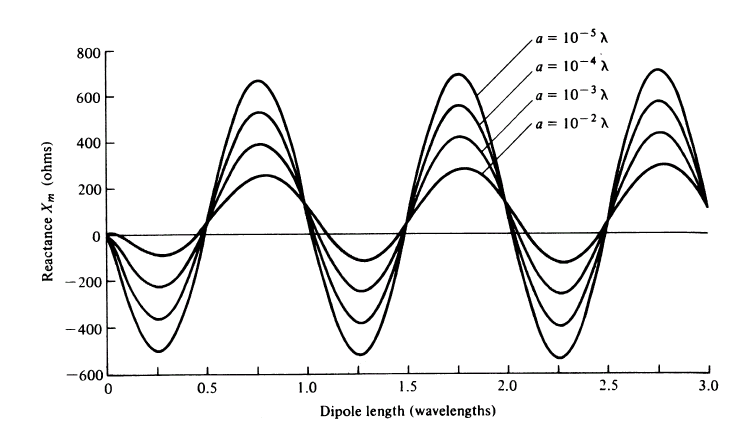 a = 10⁻⁵ λ
a = 10⁻⁴ λ
a = 10⁻³ λ
a = 10⁻² λ
Reactance Xₘ (ohms)
800
600
400
200
0
−200
−400
−600
0 0.5 1.0 1.5 2.0 2.5 3.0
Dipole length (wavelengths)